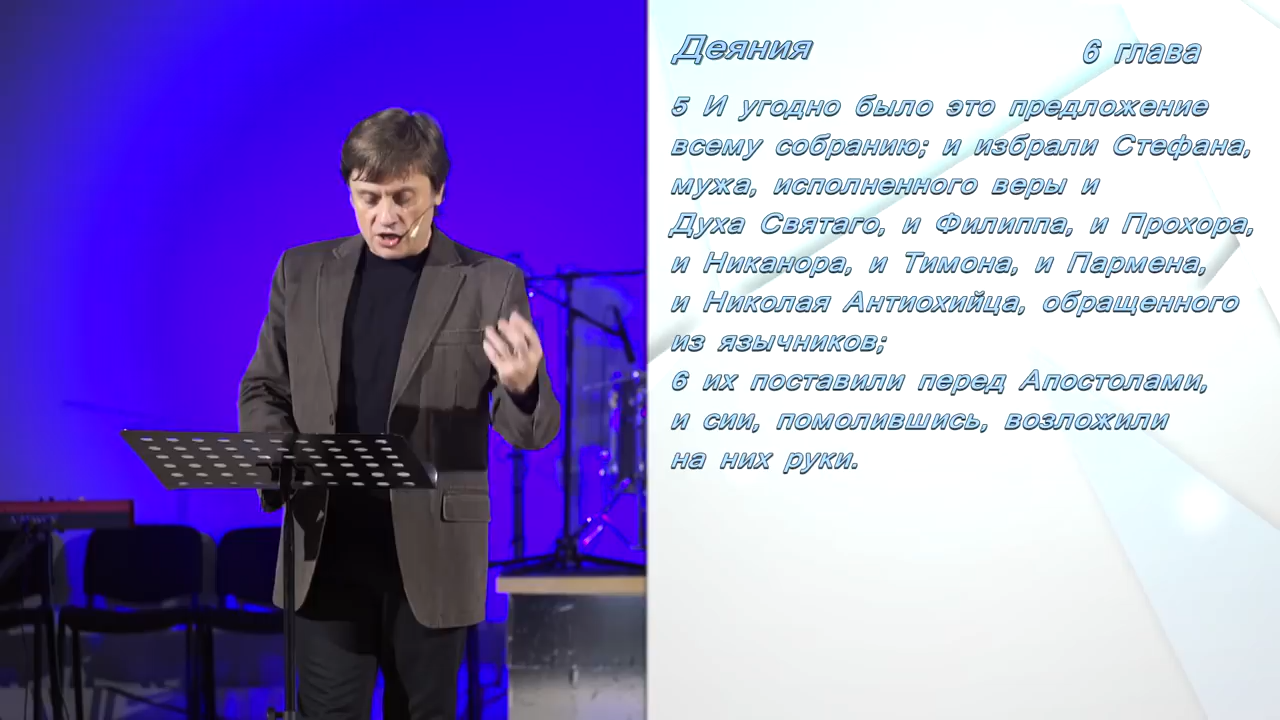 Деяния 6 глава
5 И угодно было это предложение
всему собранию; и избрали Стефана,
мужа, исполненного веры и
Духа Святаго, и Филиппа, и Прохора,
и Никанора, и Тимона, и Пармена,
и Николая Антиохийца, обращенного
из язычников;
6 их поставили перед Апостолами,
и сии, помолившись, возложили
на них руки.